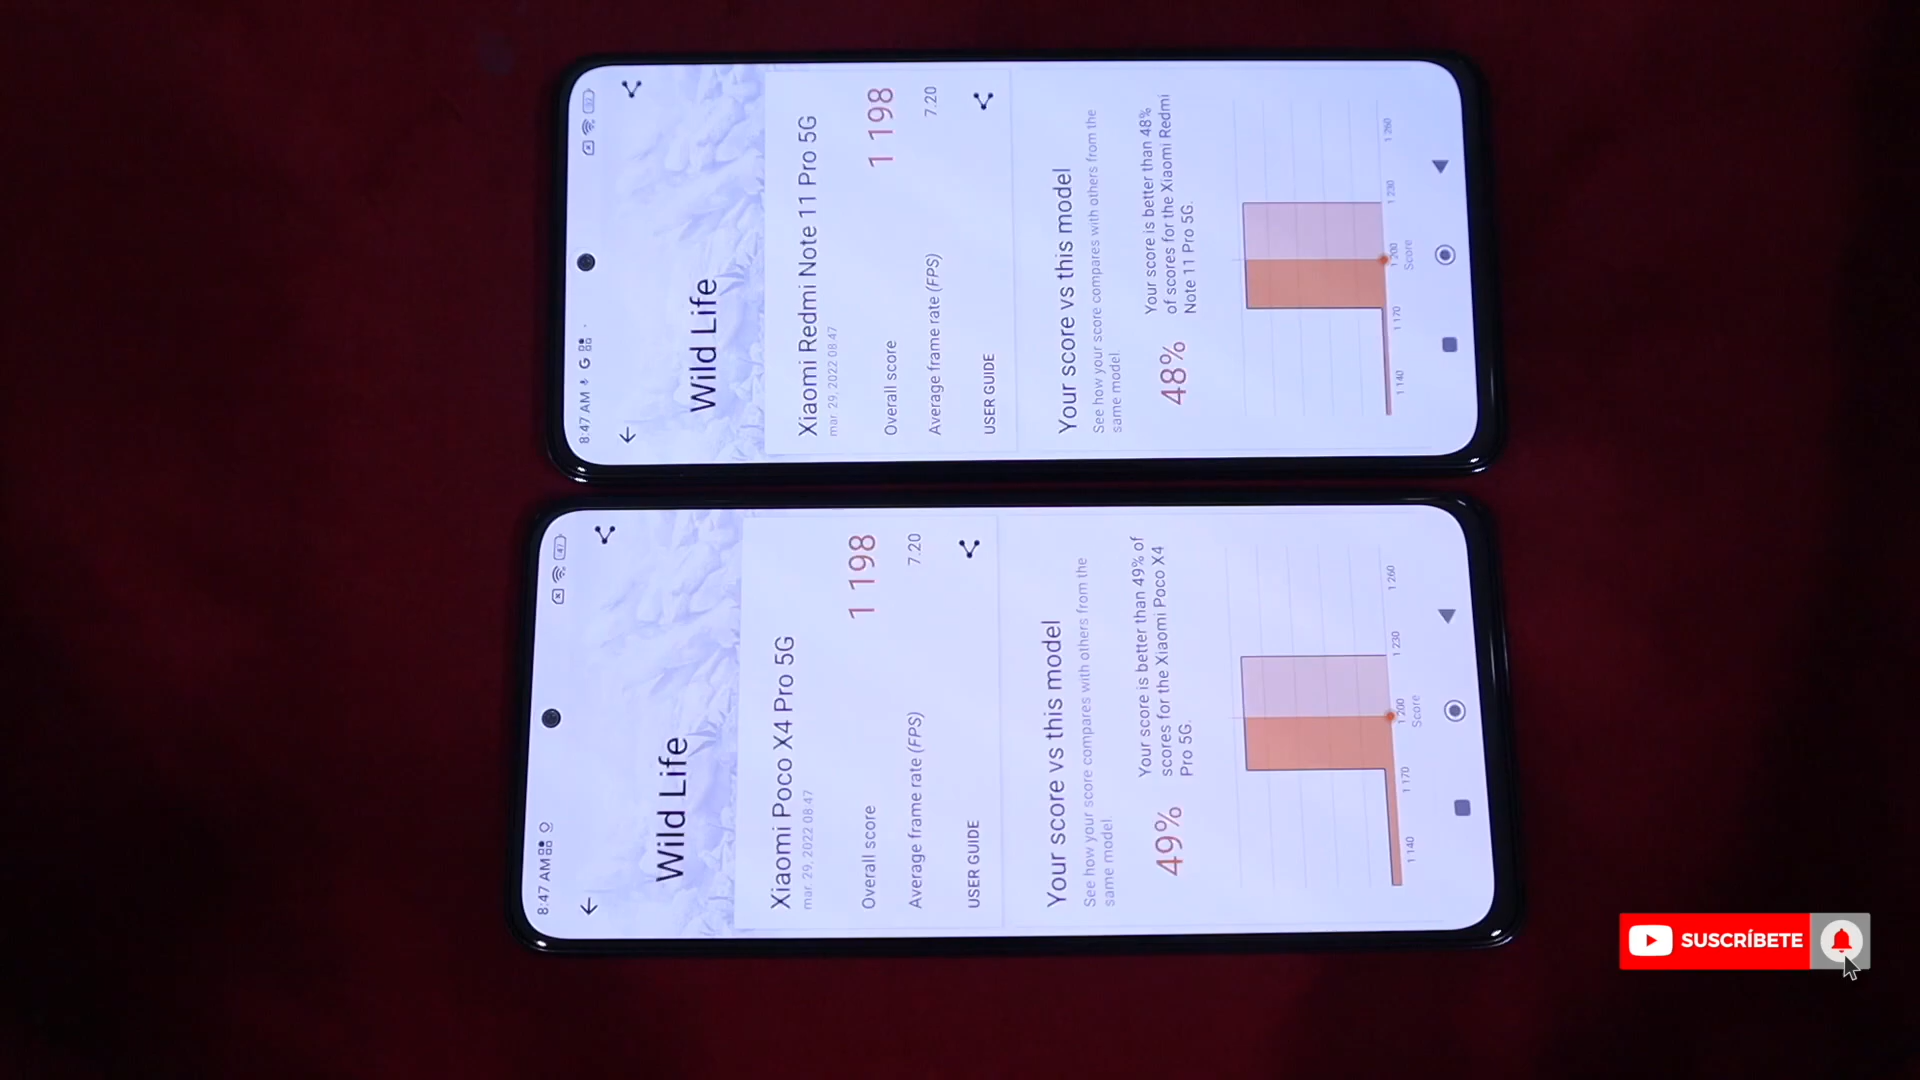 8:47 AM
Wild Life
Xiaomi Redmi Note 11 Pro 5G
mar. 29, 2022 08:47
Overall score
1 198
Average frame rate (FPS)
7.20
USER GUIDE
Your score vs this model
See how your score compares with others from the
same model.
48%
Your score is better than 48%
of scores for the Xiaomi Redmi
Note 11 Pro 5G.
1 140
1 170
1 200
1 230
1 260
Score
8:47 AM
Wild Life
Xiaomi Poco X4 Pro 5G
mar. 29, 2022 08:47
Overall score
1 198
Average frame rate (FPS)
7.20
USER GUIDE
Your score vs this model
See how your score compares with others from the
same model.
49%
Your score is better than 49% of
scores for the Xiaomi Poco X4
Pro 5G.
1 140
1 170
1 200
1 230
1 260
Score
SUSCRÍBETE